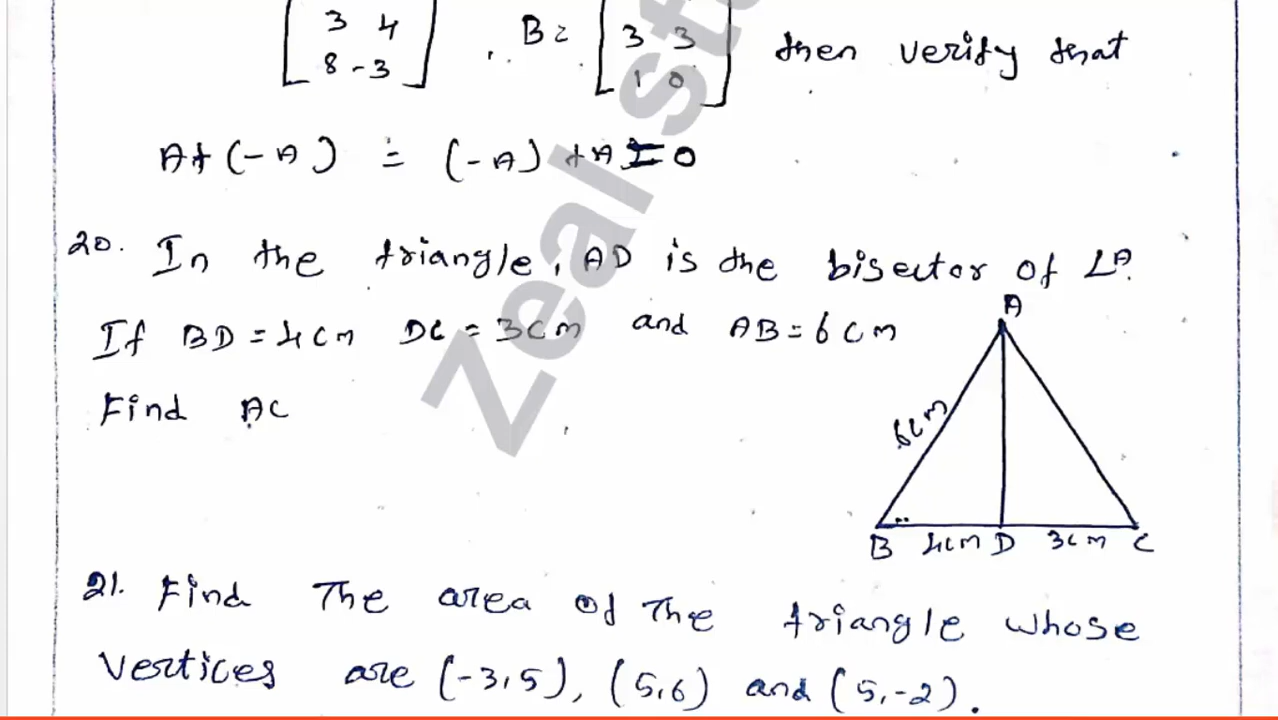 3 4
8 -3
, B = 3 3
1 0
then verify that
A+(-A) = (-A)+A = 0
20. In the triangle, AD is the bisector of ∠A.
If BD = 4cm DC = 3cm and AB = 6cm
Find AC
A
6cm
B 4cm D 3cm C
21. Find The area of The triangle whose
vertices are (-3,5), (5,6) and (5,-2).
Zeal